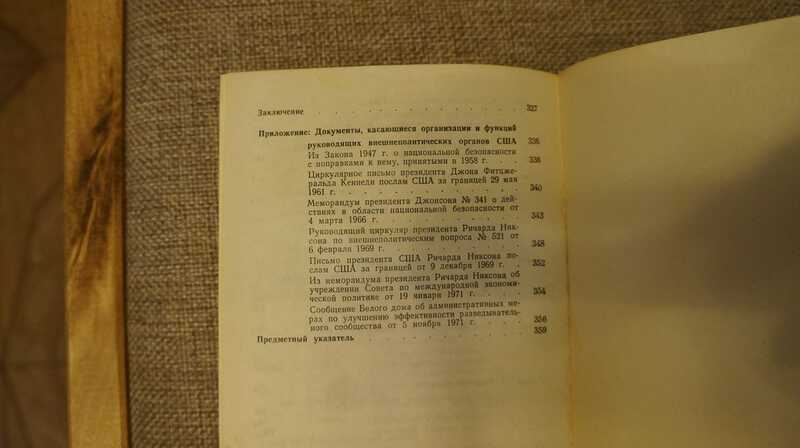 Заключение . . . . . . . . . . . . . 327
Приложение: Документы, касающиеся организации и функций
руководящих внешнеполитических органов США 336
Из Закона 1947 г. о национальной безопасности
с поправками к нему, принятыми в 1958 г. . . . 336
Циркулярное письмо президента Джона Фитцже-
ральда Кеннеди послам США за границей 29 мая
1961 г. . . . . . . . . . . . . 340
Меморандум президента Джонсона № 341 о дей-
ствиях в области национальной безопасности от
4 марта 1966 г. . . . . . . . . . 343
Руководящий циркуляр президента Ричарда Никс-
сона по внешнеполитическим вопроса № 521 от
6 февраля 1969 г. . . . . . . . . . 348
Письмо президента США Ричарда Никсона по-
слам США за границей от 9 декабря 1969 г. . 352
Из меморандума президента Ричарда Никсона об
учреждении Совета по международной экономи-
ческой политике от 19 января 1971 г. . . . . 354
Сообщение Белого дома об административных ме-
рах по улучшению эффективности разведыватель-
ного сообщества от 5 ноября 1971 г. . . . . 356
Предметный указатель . . . . . . . . . . 359